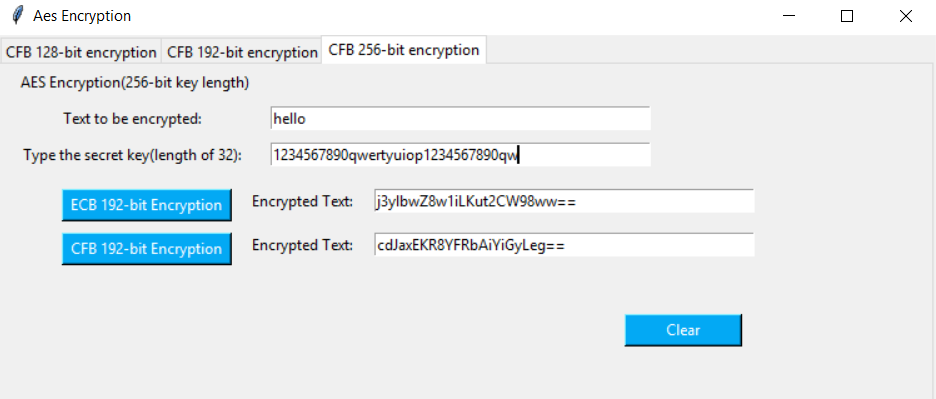 Aes Encryption
CFB 128-bit encryption CFB 192-bit encryption CFB 256-bit encryption
AES Encryption(256-bit key length)
Text to be encrypted: hello
Type the secret key(length of 32): 1234567890qwertyuiop1234567890qw
ECB 192-bit Encryption Encrypted Text: j3ylbwZ8w1iLKut2CW98ww==
CFB 192-bit Encryption Encrypted Text: cdJaxEKR8YFRbAiYiGyLeg==
Clear